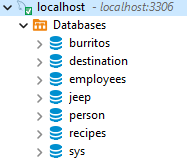 localhost - localhost:3306
Databases
burritos
destination
employees
jeep
person
recipes
sys